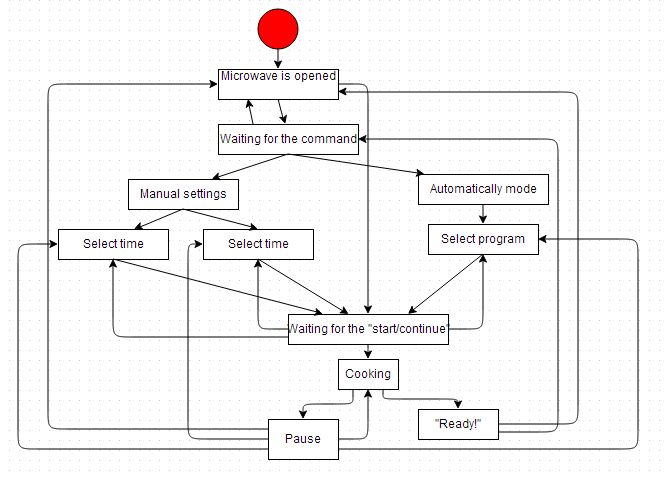 Microwave is opened
Waiting for the command
Manual settings
Automatically mode
Select time
Select time
Select program
Waiting for the "start/continue"
Cooking
"Ready!"
Pause